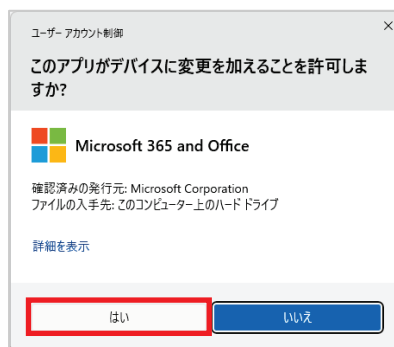 ユーザー アカウント制御
このアプリがデバイスに変更を加えることを許可しま
すか?
Microsoft 365 and Office
確認済みの発行元: Microsoft Corporation
ファイルの入手先: このコンピューター上のハード ドライブ
詳細を表示
はい
いいえ